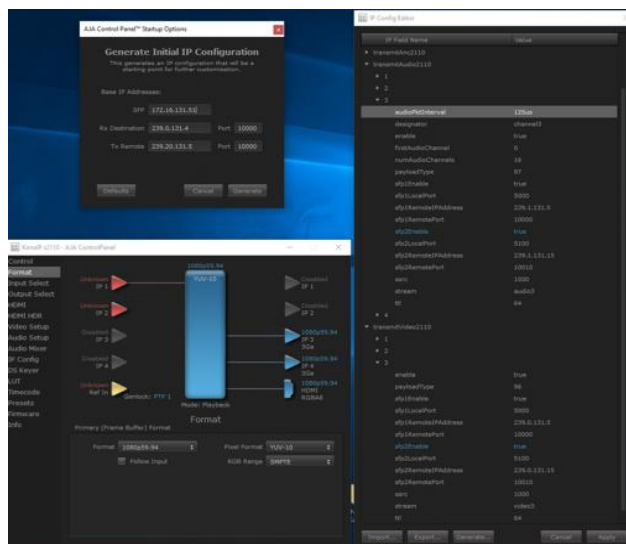 AJA Control Panel™ Startup Options
Generate Initial IP Configuration
This generates an IP configuration that will be a
starting point for further customization.
Base IP Addresses:
SFP 172.16.131.51
Rx Destination 239.0.131.4 Port 10000
Tx Remote 239.20.131.5 Port 10000
Defaults Cancel Generate
KonaIP s2110 - AJA ControlPanel
Control
Format
Input Select
Output Select
HDMI
HDMI HDR
Video Setup
Audio Setup
Audio Mixer
IP Config
DS Keyer
LUT
Timecode
Presets
Firmware
Info
1080p59.94
YUV-10
Unknown
IP 1
Unknown
IP 2
Disabled
IP 3
Disabled
IP 4
Unknown
Ref In
Genlock: PTP 1
Mode: Playback
Disabled
IP 1
Disabled
IP 2
1080p59.94
IP 3
3Ga
1080p59.94
IP 4
3Ga
1080p59.94
HDMI
RGBA8
Format
Primary (Frame Buffer) Format
Format 1080p59.94 Pixel Format YUV-10
Follow Input RGB Range SMPTE
IP Config Editor
IP Field Name Value
transmitAnc2110
transmitAudio2110
1
2
3
audioPktInterval 125us
designator channel3
enable true
firstAudioChannel 0
numAudioChannels 16
payloadType 97
sfp1Enable true
sfp1LocalPort 5000
sfp1RemoteIPAddress 239.1.131.5
sfp1RemotePort 10000
sfp2Enable true
sfp2LocalPort 5100
sfp2RemoteIPAddress 239.1.131.15
sfp2RemotePort 10010
ssrc 1000
stream audio3
ttl 64
4
transmitVideo2110
1
2
3
enable true
payloadType 96
sfp1Enable true
sfp1LocalPort 5000
sfp1RemoteIPAddress 239.0.131.5
sfp1RemotePort 10000
sfp2Enable true
sfp2LocalPort 5100
sfp2RemoteIPAddress 239.0.131.15
sfp2RemotePort 10010
ssrc 1000
stream video3
ttl 64
Import... Export... Generate... Cancel Apply